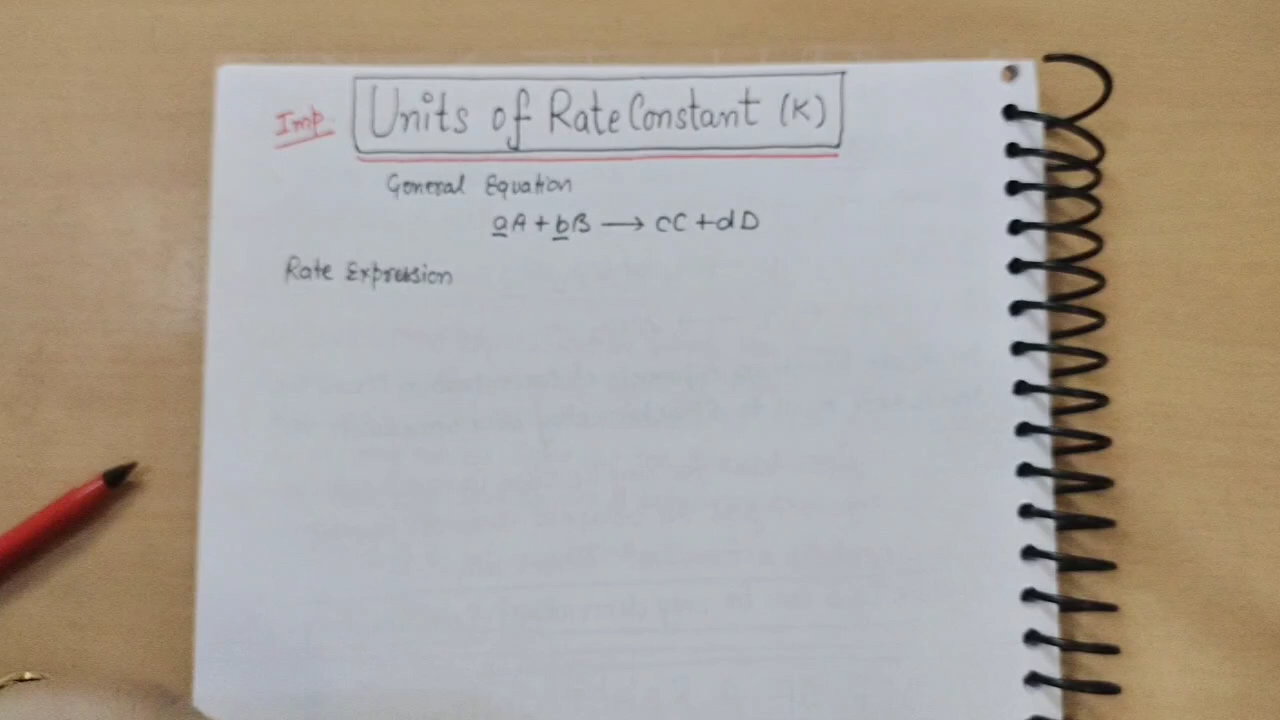 Imp. Units of Rate Constant (K)
General Equation
aA + bB → cC + dD
Rate Expression